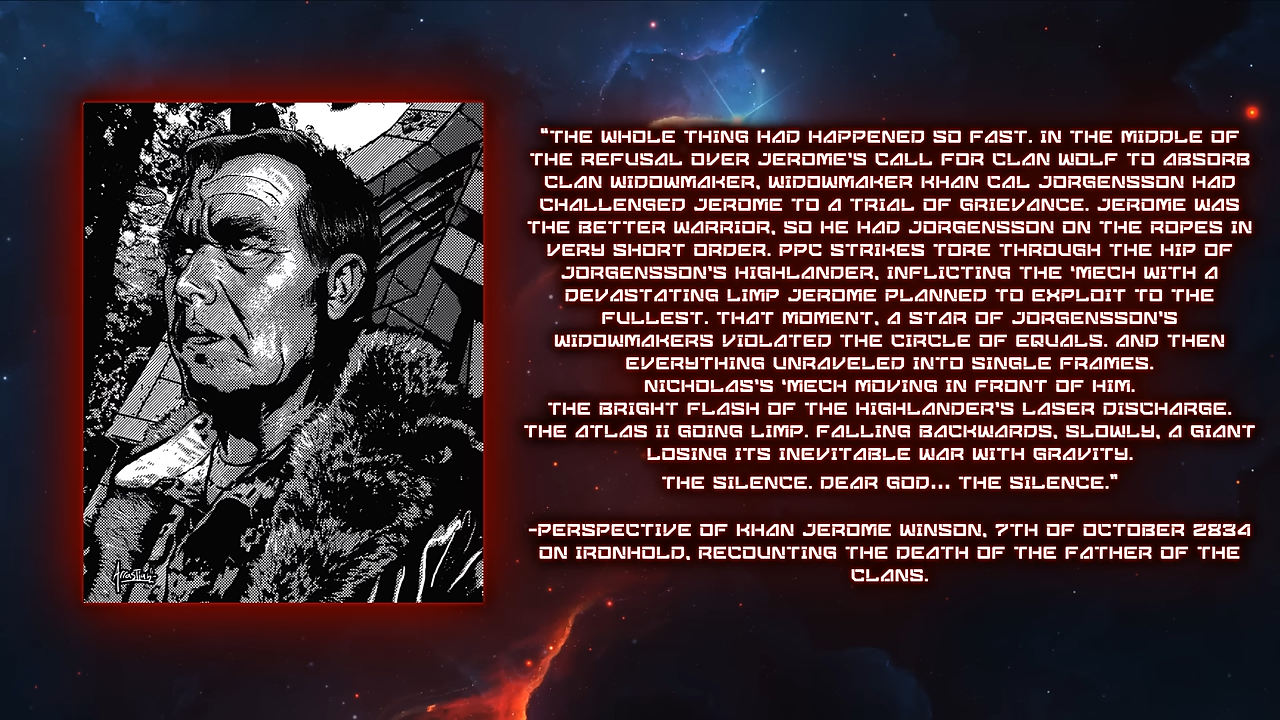 "THE WHOLE THING HAD HAPPENED SO FAST. IN THE MIDDLE OF
THE REFUSAL OVER JEROME'S CALL FOR CLAN WOLF TO ABSORB
CLAN WIDOWMAKER, WIDOWMAKER KHAN CAL JORGENSSON HAD
CHALLENGED JEROME TO A TRIAL OF GRIEVANCE. JEROME WAS
THE BETTER WARRIOR, SO HE HAD JORGENSSON ON THE ROPES IN
VERY SHORT ORDER. PPC STRIKES TORE THROUGH THE HIP OF
JORGENSSON'S HIGHLANDER, INFLICTING THE 'MECH WITH A
DEVASTATING LIMP JEROME PLANNED TO EXPLOIT TO THE
FULLEST. THAT MOMENT, A STAR OF JORGENSSON'S
WIDOWMAKERS VIOLATED THE CIRCLE OF EQUALS. AND THEN
EVERYTHING UNRAVELED INTO SINGLE FRAMES.
NICHOLAS'S 'MECH MOVING IN FRONT OF HIM.
THE BRIGHT FLASH OF THE HIGHLANDER'S LASER DISCHARGE.
THE ATLAS II GOING LIMP. FALLING BACKWARDS, SLOWLY, A GIANT
LOSING ITS INEVITABLE WAR WITH GRAVITY.
THE SILENCE. DEAR GOD... THE SILENCE."
-PERSPECTIVE OF KHAN JEROME WINSON, 7TH OF OCTOBER 2834
ON IRONHOLD, RECOUNTING THE DEATH OF THE FATHER OF THE
CLANS.